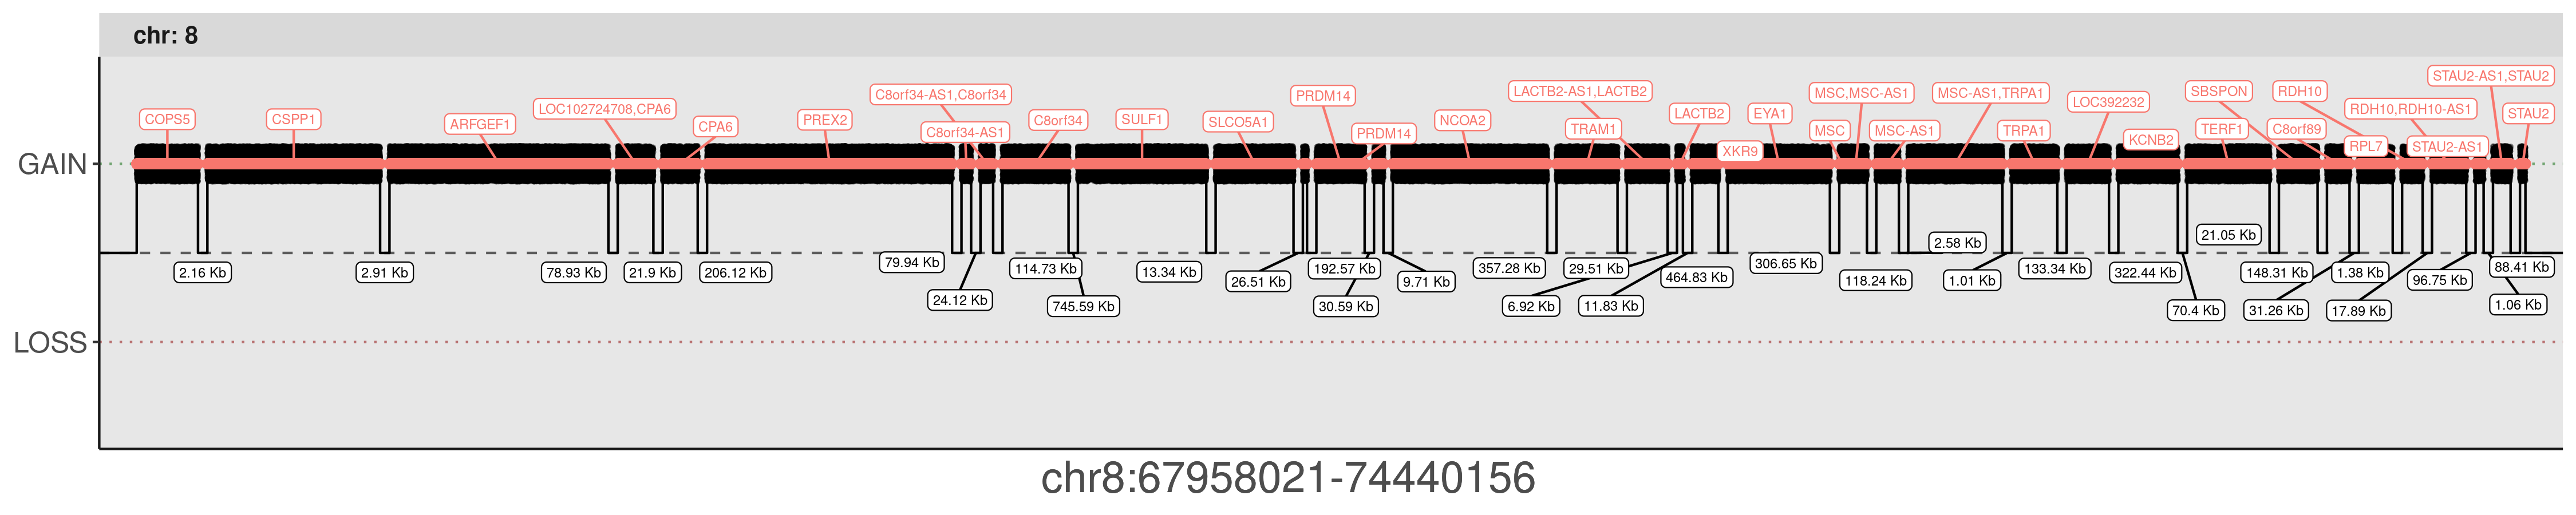 chr: 8
GAIN
LOSS
STAU2-AS1,STAU2
C8orf34-AS1,C8orf34
PRDM14
LACTB2-AS1,LACTB2
MSC,MSC-AS1
MSC-AS1,TRPA1
LOC392232
SBSPON
RDH10
RDH10,RDH10-AS1
COPS5
CSPP1
ARFGEF1
LOC102724708,CPA6
CPA6
PREX2
C8orf34-AS1
C8orf34
SULF1
SLCO5A1
PRDM14
NCOA2
TRAM1
LACTB2
XKR9
EYA1
MSC
MSC-AS1
TRPA1
KCNB2
TERF1
C8orf89
RPL7
STAU2-AS1
STAU2
2.16 Kb
2.91 Kb
78.93 Kb
21.9 Kb
206.12 Kb
79.94 Kb
24.12 Kb
114.73 Kb
745.59 Kb
13.34 Kb
26.51 Kb
192.57 Kb
30.59 Kb
9.71 Kb
357.28 Kb
6.92 Kb
29.51 Kb
11.83 Kb
464.83 Kb
306.65 Kb
118.24 Kb
2.58 Kb
1.01 Kb
133.34 Kb
322.44 Kb
70.4 Kb
21.05 Kb
148.31 Kb
31.26 Kb
1.38 Kb
17.89 Kb
96.75 Kb
88.41 Kb
1.06 Kb
chr8:67958021-74440156